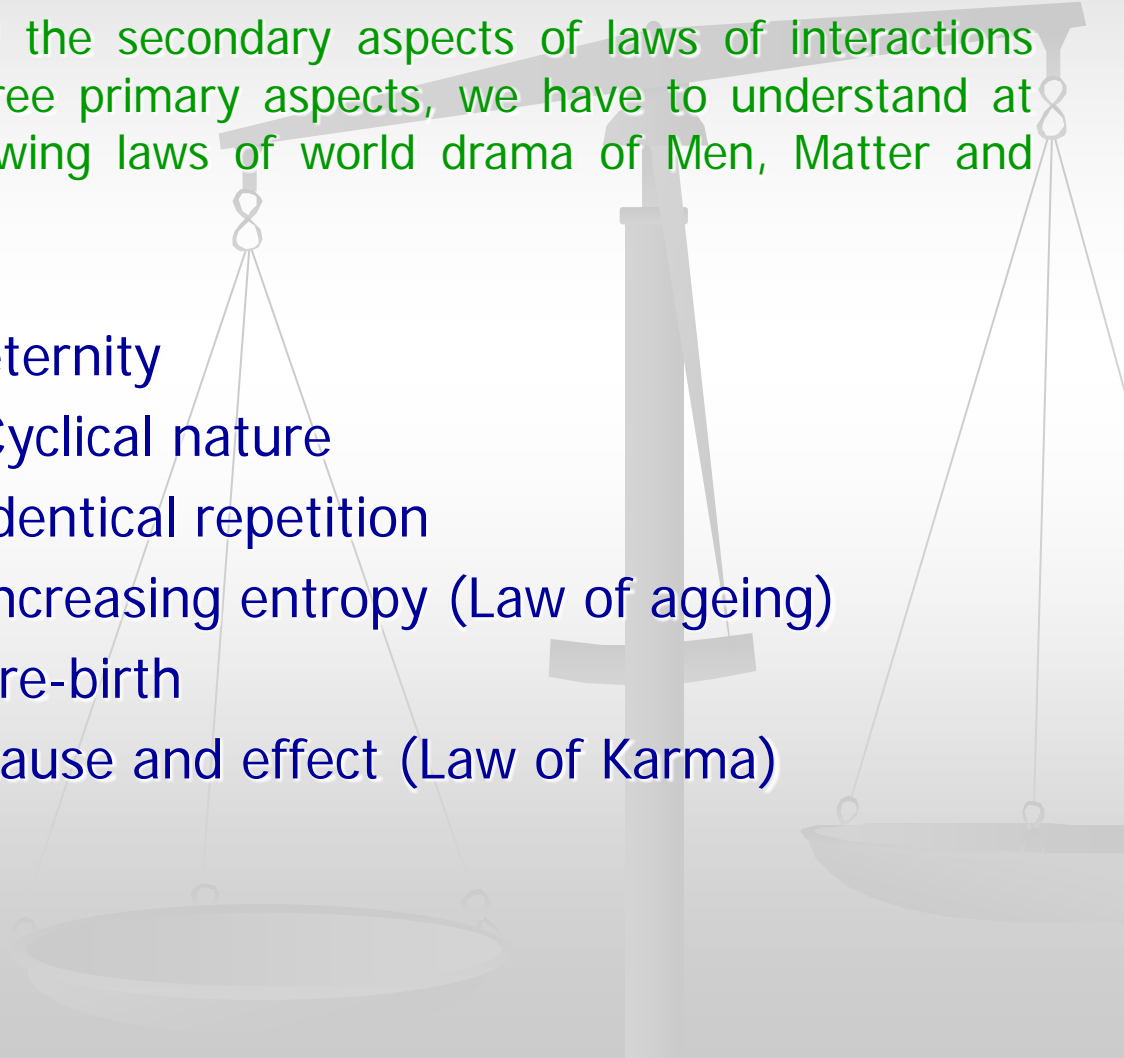 the secondary aspects of laws of interactions
ree primary aspects, we have to understand at
wing laws of world drama of Men, Matter and
ternity
Cyclical nature
dentical repetition
ncreasing entropy (Law of ageing)
re-birth
ause and effect (Law of Karma)